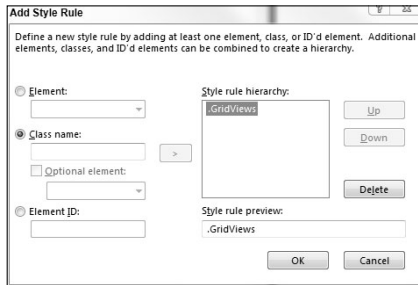 Add Style Rule
Define a new style rule by adding at least one element, class, or ID'd element. Additional
elements, classes, and ID'd elements can be combined to create a hierarchy.
Element:
Style rule hierarchy:
.GridViews
Up
Class name:
Down
>
Optional element:
Delete
Element ID:
Style rule preview:
.GridViews
OK
Cancel